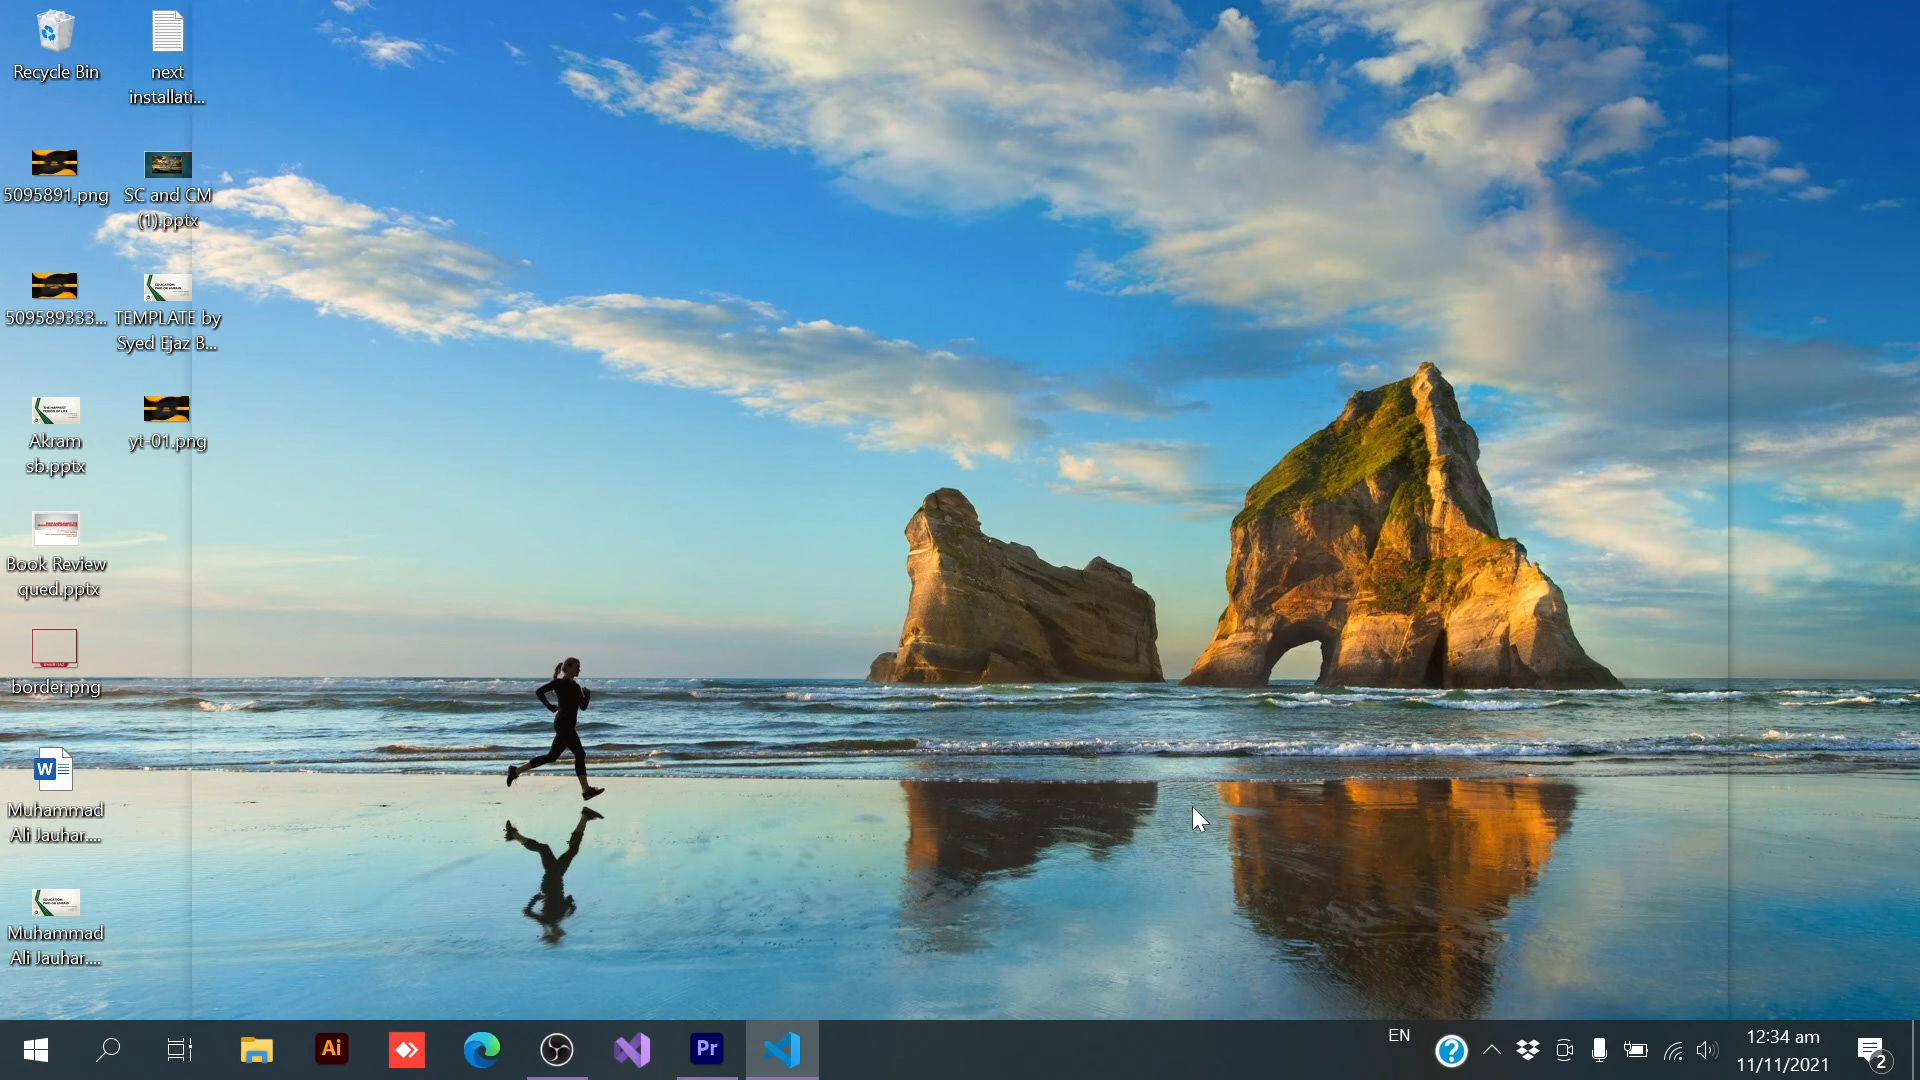 Recycle Bin
next
installati...
5095891.png
SC and CM
(1).pptx
509589333...
TEMPLATE by
Syed Ejaz B...
Akram
sb.pptx
yt-01.png
Book Review
qued.pptx
border.png
W
Muhammad
Ali Jauhar....
Muhammad
Ali Jauhar....
Ai
Pr
EN
?
12:34 am
11/11/2021
2